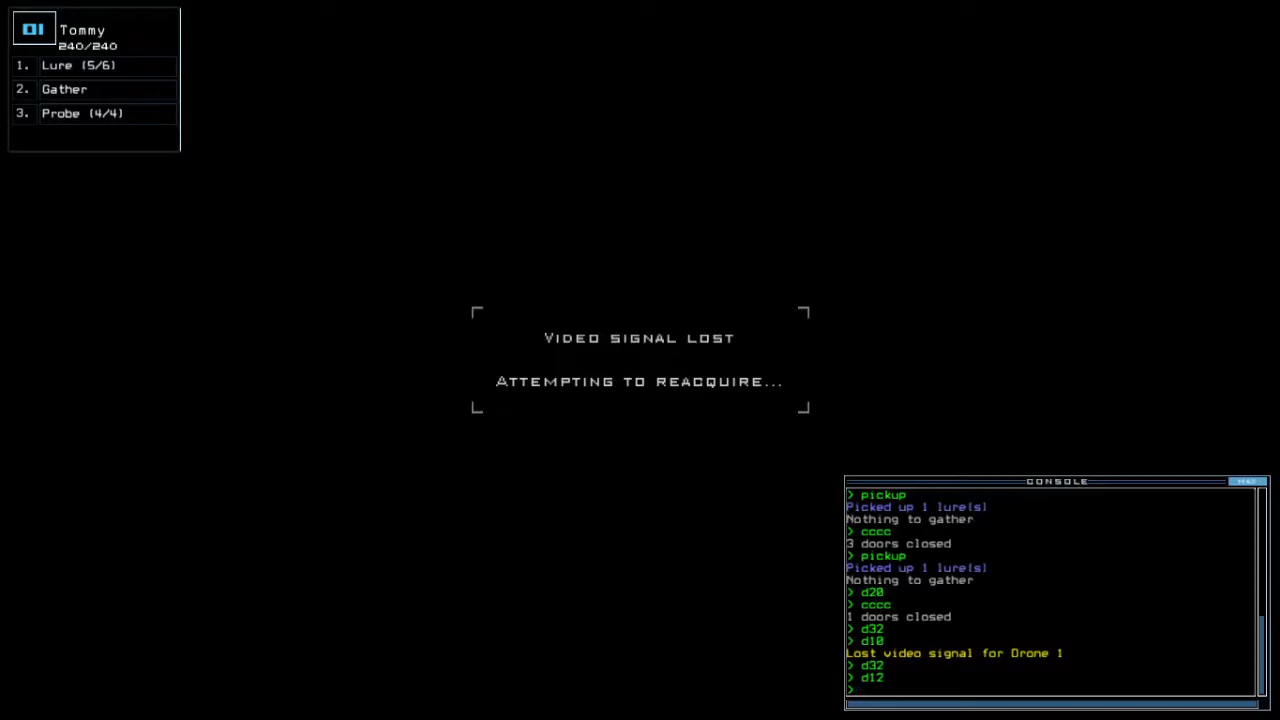 01 Tommy
240/240
1. Lure (5/6)
2. Gather
3. Probe (4/4)
Video signal lost
Attempting to reacquire...
CONSOLE
> pickup
Picked up 1 lure(s)
Nothing to gather
> cccc
3 doors closed
> pickup
Picked up 1 lure(s)
Nothing to gather
> d20
> cccc
1 doors closed
> d32
> d10
Lost video signal for Drone 1
> d32
> d12
>